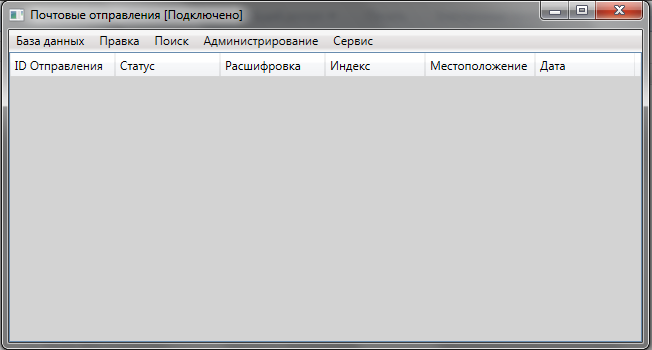 Почтовые отправления [Подключено]
База данных Правка Поиск Администрирование Сервис
ID Отправления Статус Расшифровка Индекс Местоположение Дата